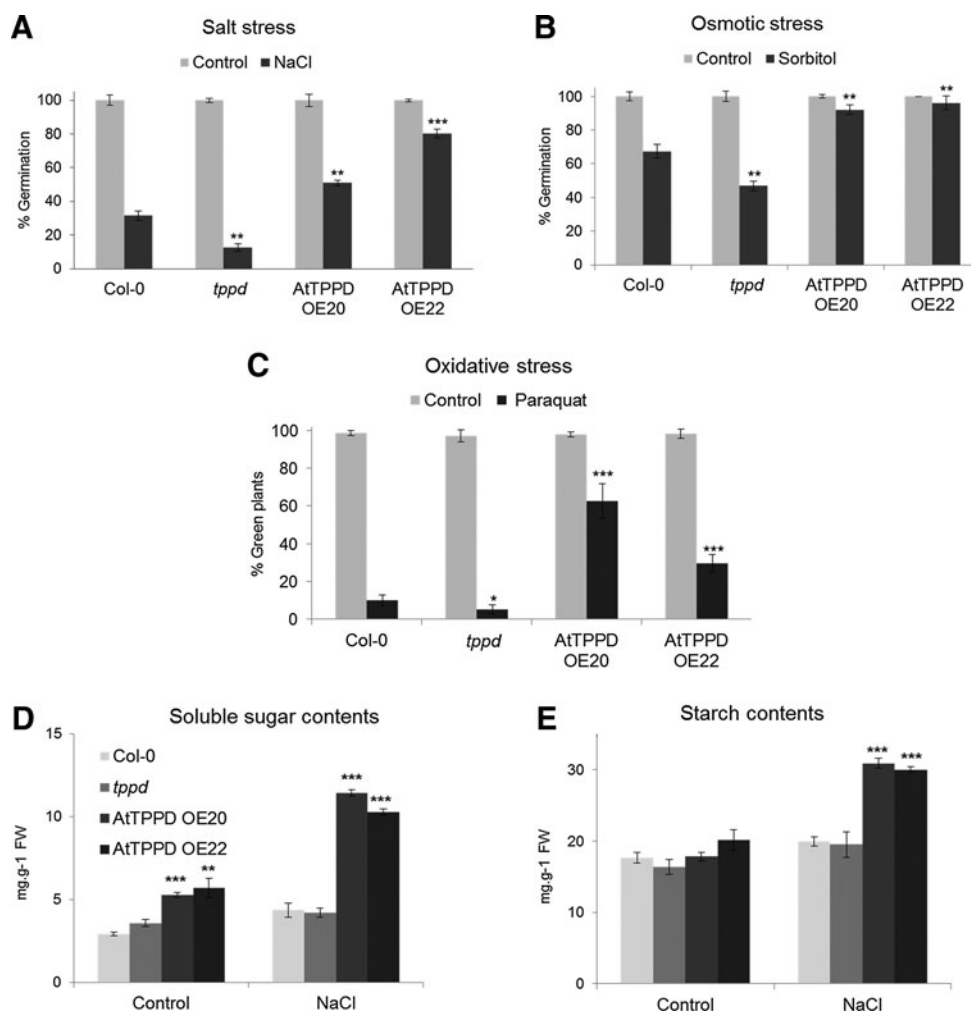 A
Salt stress
Control NaCl
% Germination
100
80
60
40
20
0
**
**
***
Col-0
tppd
AtTPPD
OE20
AtTPPD
OE22
B
Osmotic stress
Control Sorbitol
% Germination
100
80
60
40
20
0
**
**
**
Col-0
tppd
AtTPPD
OE20
AtTPPD
OE22
C
Oxidative stress
Control Paraquat
% Green plants
100
80
60
40
20
0
*
***
***
Col-0
tppd
AtTPPD
OE20
AtTPPD
OE22
D
Soluble sugar contents
Col-0
tppd
AtTPPD OE20
AtTPPD OE22
mg.g-1 FW
15
10
5
0
***
**
***
***
Control
NaCl
E
Starch contents
mg.g-1 FW
30
20
10
0
***
***
Control
NaCl